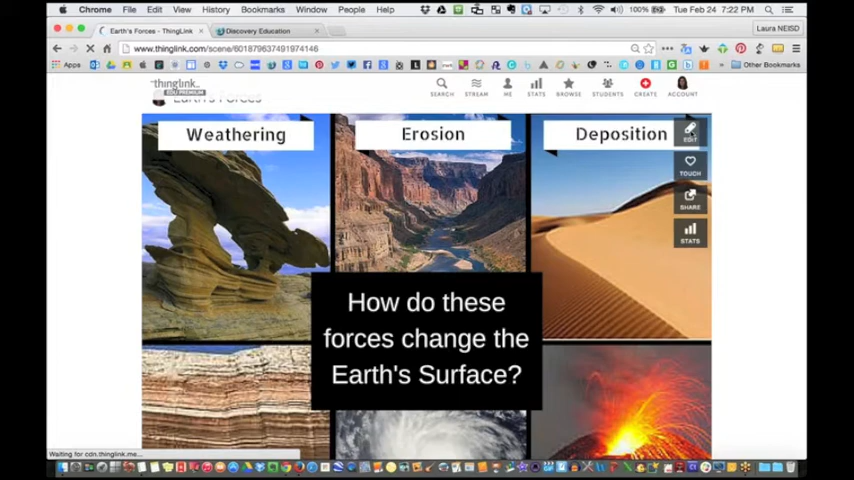 Chrome File Edit View History Bookmarks Window People Help 100% Tue Feb 24 7:22 PM
Earth's Forces - ThingLink Discovery Education Laura NEISD
www.thinglink.com/scene/601879637491974146
Apps Other Bookmarks
thinglink..
EDU PREMIUM
SEARCH STREAM ME STATS BROWSE STUDENTS CREATE ACCOUNT
Earth's Forces
Weathering Erosion Deposition
EDIT
TOUCH
SHARE
STATS
How do these
forces change the
Earth's Surface?
Waiting for cdn.thinglink.me...